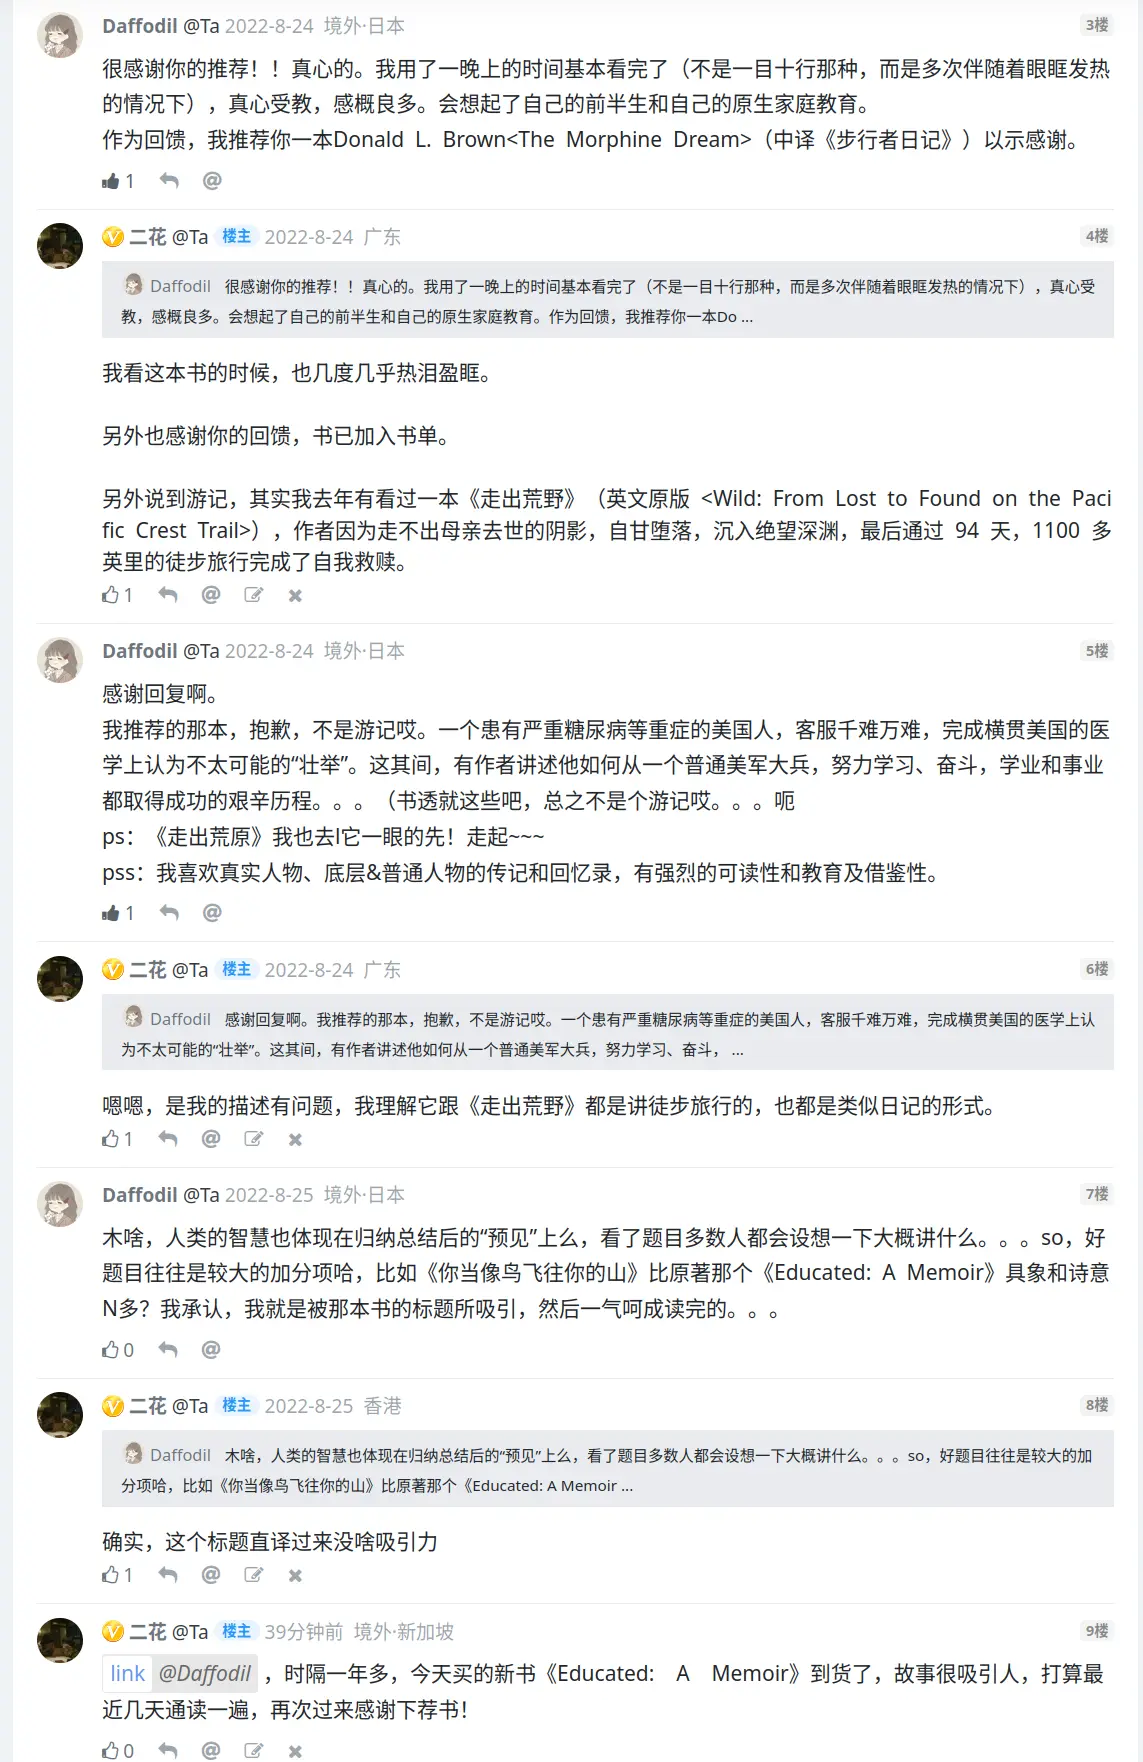 Daffodil @Ta 2022-8-24 境外·日本 3楼
很感谢你的推荐！！真心的。我用了一晚上的时间基本看完了（不是一目十行那种，而是多次伴随着眼眶发热
的情况下），真心受教，感概良多。会想起了自己的前半生和自己的原生家庭教育。
作为回馈，我推荐你一本Donald L. Brown<The Morphine Dream>（中译《步行者日记》）以示感谢。
1 @
V 二花 @Ta 楼主 2022-8-24 广东 4楼
Daffodil 很感谢你的推荐！！真心的。我用了一晚上的时间基本看完了（不是一目十行那种，而是多次伴随着眼眶发热的情况下），真心受
教，感概良多。会想起了自己的前半生和自己的原生家庭教育。作为回馈，我推荐你一本Do ...
我看这本书的时候，也几度几乎热泪盈眶。
另外也感谢你的回馈，书已加入书单。
另外说到游记，其实我去年有看过一本《走出荒野》（英文原版 <Wild: From Lost to Found on the Paci
fic Crest Trail>），作者因为走不出母亲去世的阴影，自甘堕落，沉入绝望深渊，最后通过 94 天，1100 多
英里的徒步旅行完成了自我救赎。
1 @
Daffodil @Ta 2022-8-24 境外·日本 5楼
感谢回复啊。
我推荐的那本，抱歉，不是游记哎。一个患有严重糖尿病等重症的美国人，客服千难万难，完成横贯美国的医
学上认为不太可能的“壮举”。这其间，有作者讲述他如何从一个普通美军大兵，努力学习、奋斗，学业和事业
都取得成功的艰辛历程。。。（书透就这些吧，总之不是个游记哎。。。呃
ps：《走出荒原》我也去l它一眼的先！走起~~~
pss：我喜欢真实人物、底层&普通人物的传记和回忆录，有强烈的可读性和教育及借鉴性。
1 @
V 二花 @Ta 楼主 2022-8-24 广东 6楼
Daffodil 感谢回复啊。我推荐的那本，抱歉，不是游记哎。一个患有严重糖尿病等重症的美国人，客服千难万难，完成横贯美国的医学上认
为不太可能的“壮举”。这其间，有作者讲述他如何从一个普通美军大兵，努力学习、奋斗， ...
嗯嗯，是我的描述有问题，我理解它跟《走出荒野》都是讲徒步旅行的，也都是类似日记的形式。
1 @
Daffodil @Ta 2022-8-25 境外·日本 7楼
木啥，人类的智慧也体现在归纳总结后的“预见”上么，看了题目多数人都会设想一下大概讲什么。。。so，好
题目往往是较大的加分项哈，比如《你当像鸟飞往你的山》比原著那个《Educated: A Memoir》具象和诗意
N多？我承认，我就是被那本书的标题所吸引，然后一气呵成读完的。。。
0 @
V 二花 @Ta 楼主 2022-8-25 香港 8楼
Daffodil 木啥，人类的智慧也体现在归纳总结后的“预见”上么，看了题目多数人都会设想一下大概讲什么。。。so，好题目往往是较大的加
分项哈，比如《你当像鸟飞往你的山》比原著那个《Educated: A Memoir ...
确实，这个标题直译过来没啥吸引力
1 @
V 二花 @Ta 楼主 39分钟前 境外·新加坡 9楼
link @Daffodil ，时隔一年多，今天买的新书《Educated: A Memoir》到货了，故事很吸引人，打算最
近几天通读一遍，再次过来感谢下荐书！
0 @